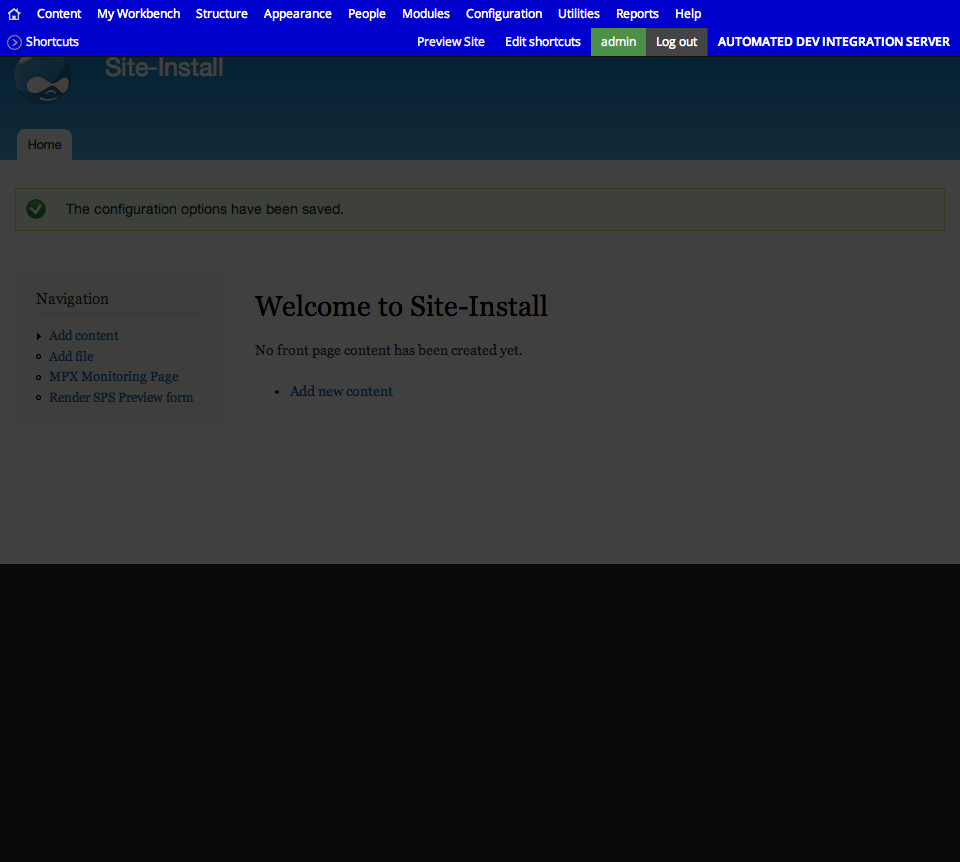 Content My Workbench Structure Appearance People Modules Configuration Utilities Reports Help
Shortcuts Preview Site Edit shortcuts admin Log out AUTOMATED DEV INTEGRATION SERVER
Site-Install
Home
The configuration options have been saved.
Navigation
Add content
Add file
MPX Monitoring Page
Render SPS Preview form
Welcome to Site-Install
No front page content has been created yet.
Add new content